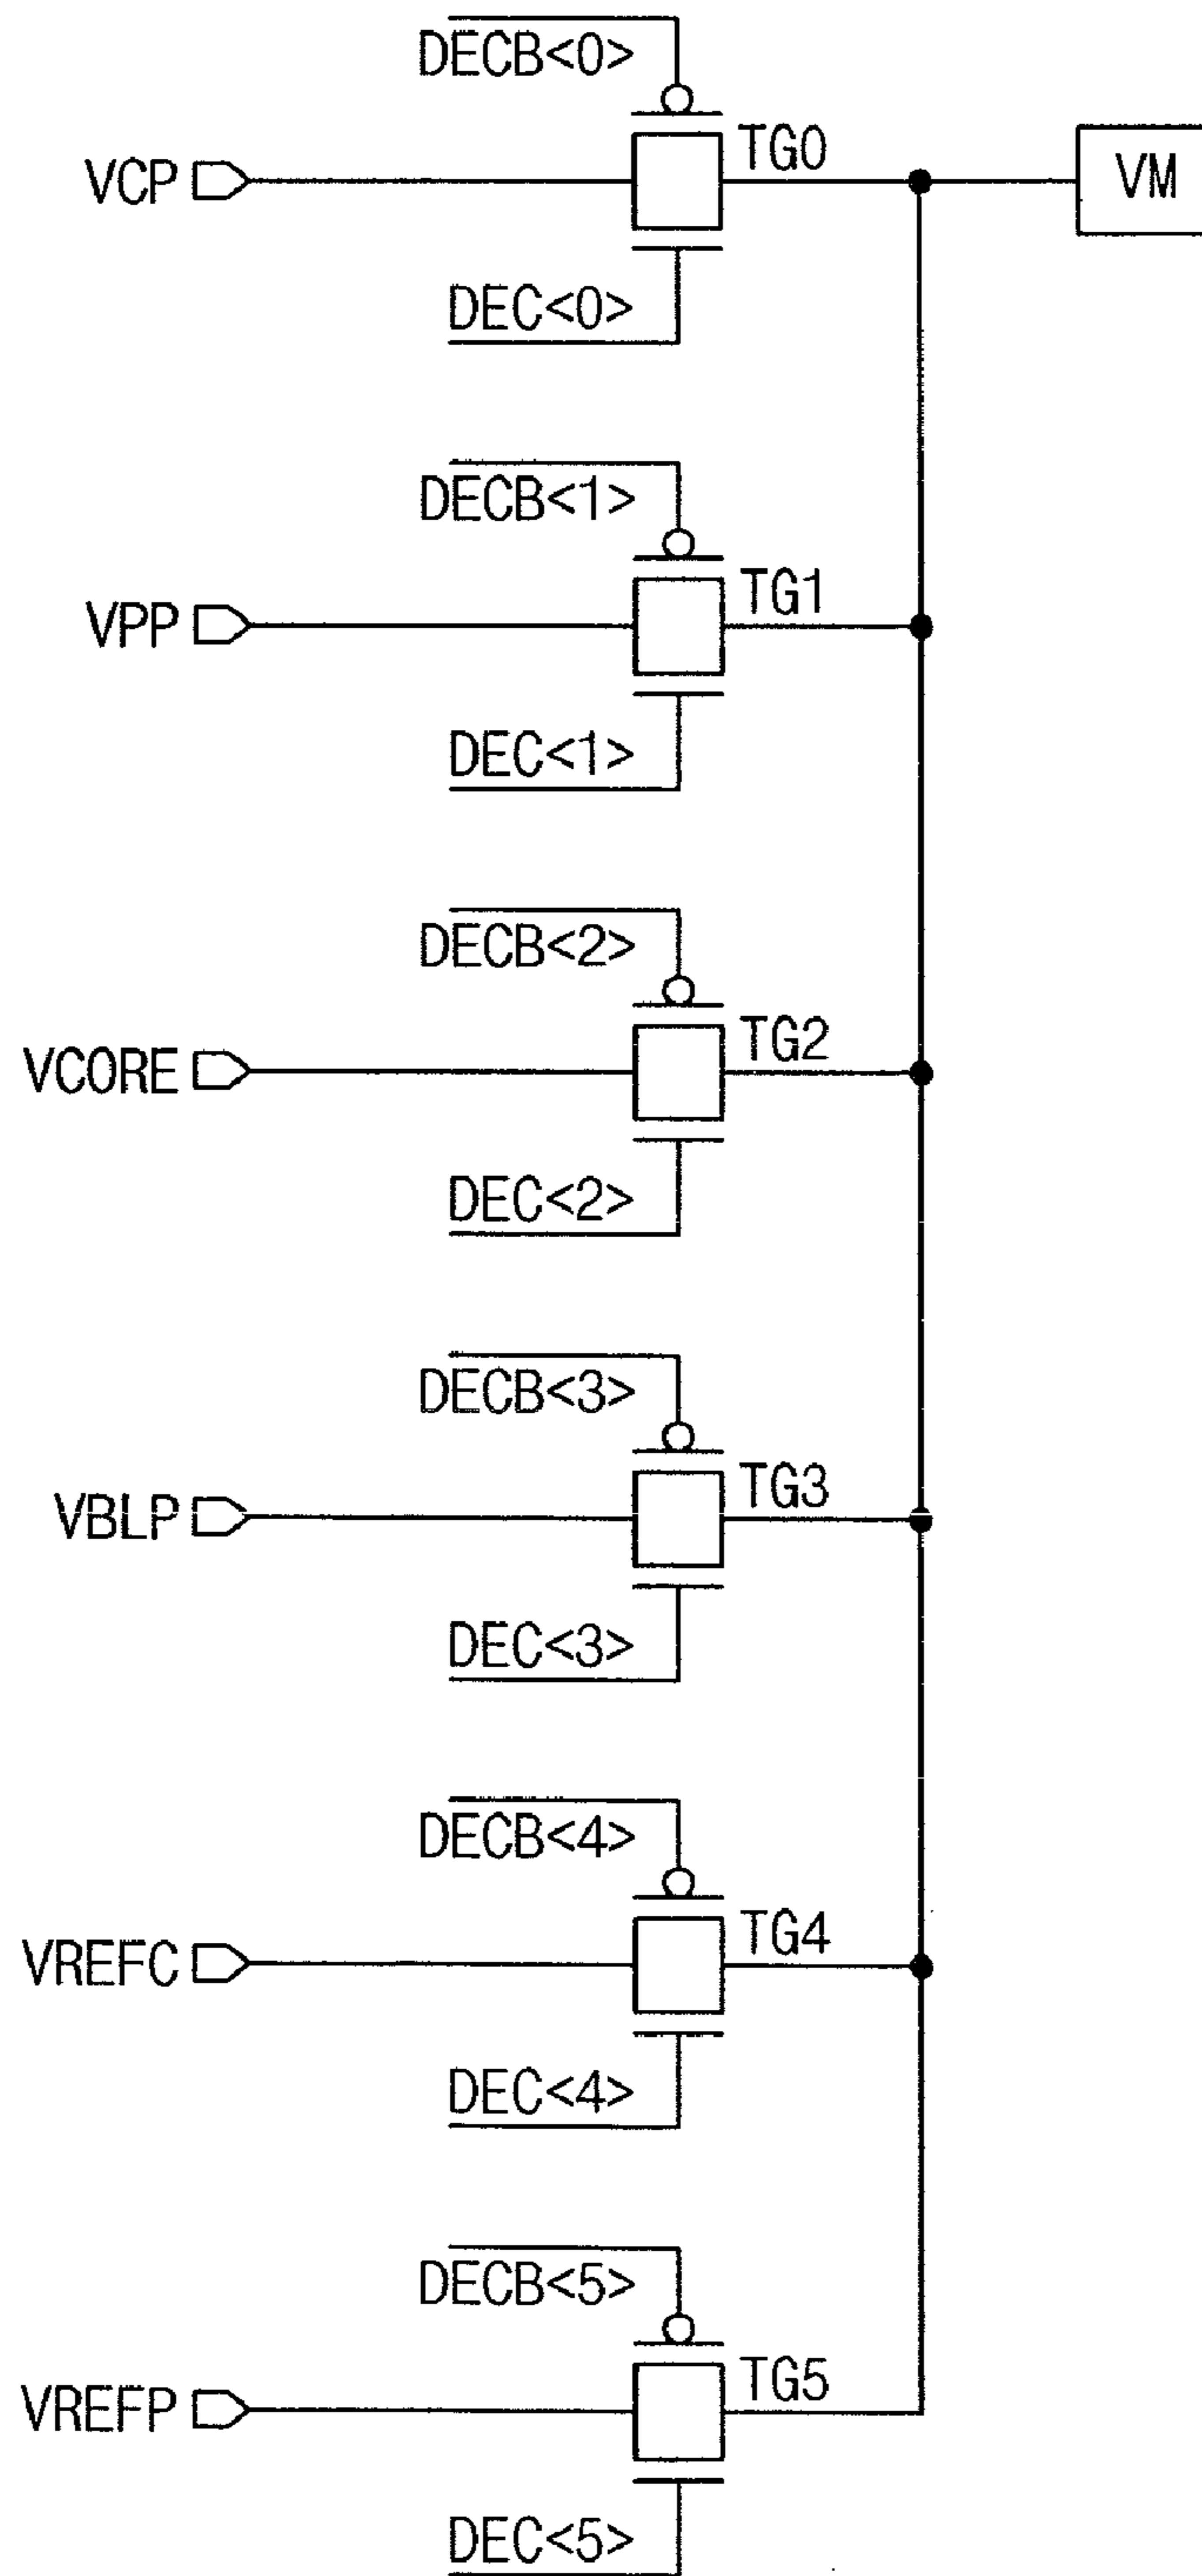 DECB<0>
VCP
TG0
VM
DEC<0>
DECB<1>
VPP
TG1
DEC<1>
DECB<2>
VCORE
TG2
DEC<2>
DECB<3>
VBLP
TG3
DEC<3>
DECB<4>
VREFC
TG4
DEC<4>
DECB<5>
VREFP
TG5
DEC<5>